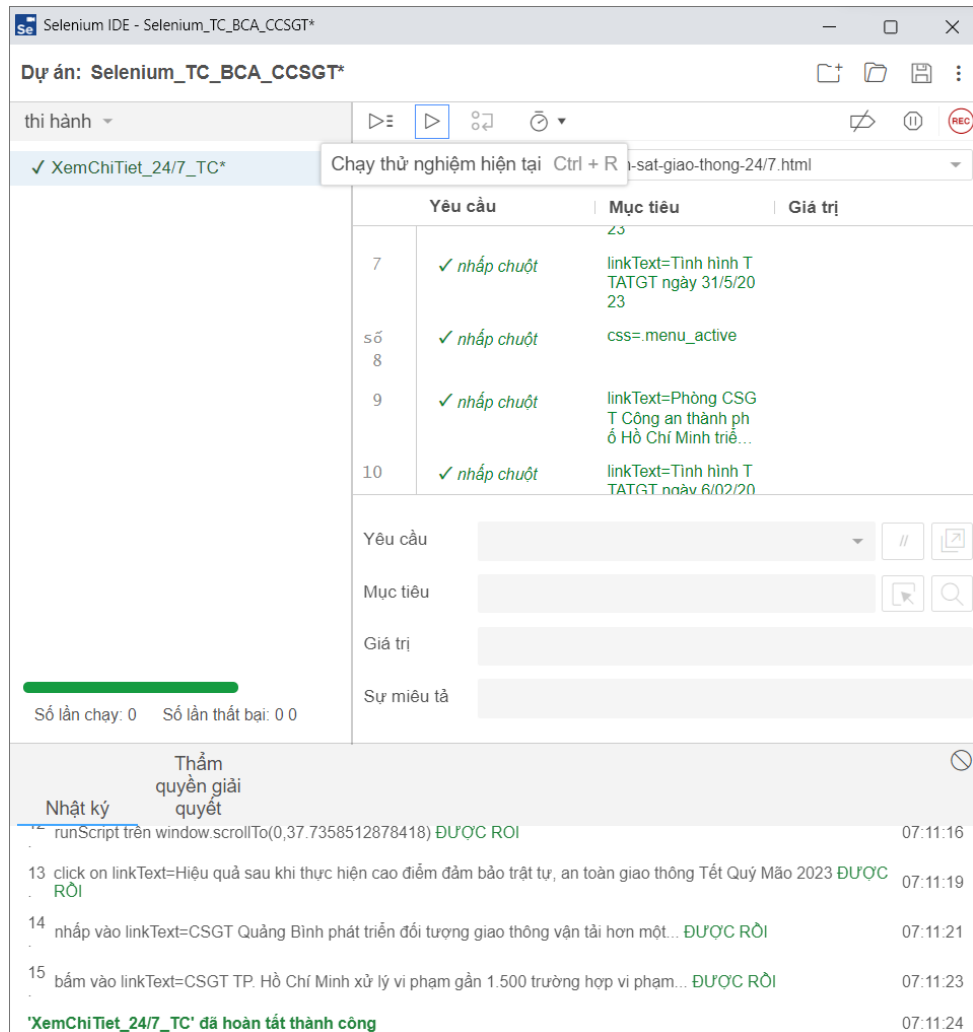 Selenium IDE - Selenium_TC_BCA_CCSGT*
Dự án: Selenium_TC_BCA_CCSGT*
thi hành
REC
✓ XemChiTiet_24/7_TC*
Chạy thử nghiệm hiện tại Ctrl + R
-sat-giao-thong-24/7.html
Yêu cầu Mục tiêu Giá trị
23
7 ✓ nhấp chuột linkText=Tình hình T
TATGT ngày 31/5/20
23
số
8 ✓ nhấp chuột css=.menu_active
9 ✓ nhấp chuột linkText=Phòng CSG
T Công an thành ph
ố Hồ Chí Minh triể...
10 ✓ nhấp chuột linkText=Tình hình T
TATGT ngày 6/02/20
Yêu cầu //
Mục tiêu
Giá trị
Sự miêu tả
Số lần chạy: 0 Số lần thất bại: 0 0
Nhật ký
Thẩm
quyền giải
quyết
12. runScript trên window.scrollTo(0,37.7358512878418) ĐƯỢC RỒI 07:11:16
13. click on linkText=Hiệu quả sau khi thực hiện cao điểm đảm bảo trật tự, an toàn giao thông Tết Quý Mão 2023 ĐƯỢC
RỒI 07:11:19
14. nhấp vào linkText=CSGT Quảng Bình phát triển đối tượng giao thông vận tải hơn một... ĐƯỢC RỒI 07:11:21
15. bấm vào linkText=CSGT TP. Hồ Chí Minh xử lý vi phạm gần 1.500 trường hợp vi phạm... ĐƯỢC RỒI 07:11:23
'XemChiTiet_24/7_TC' đã hoàn tất thành công 07:11:24